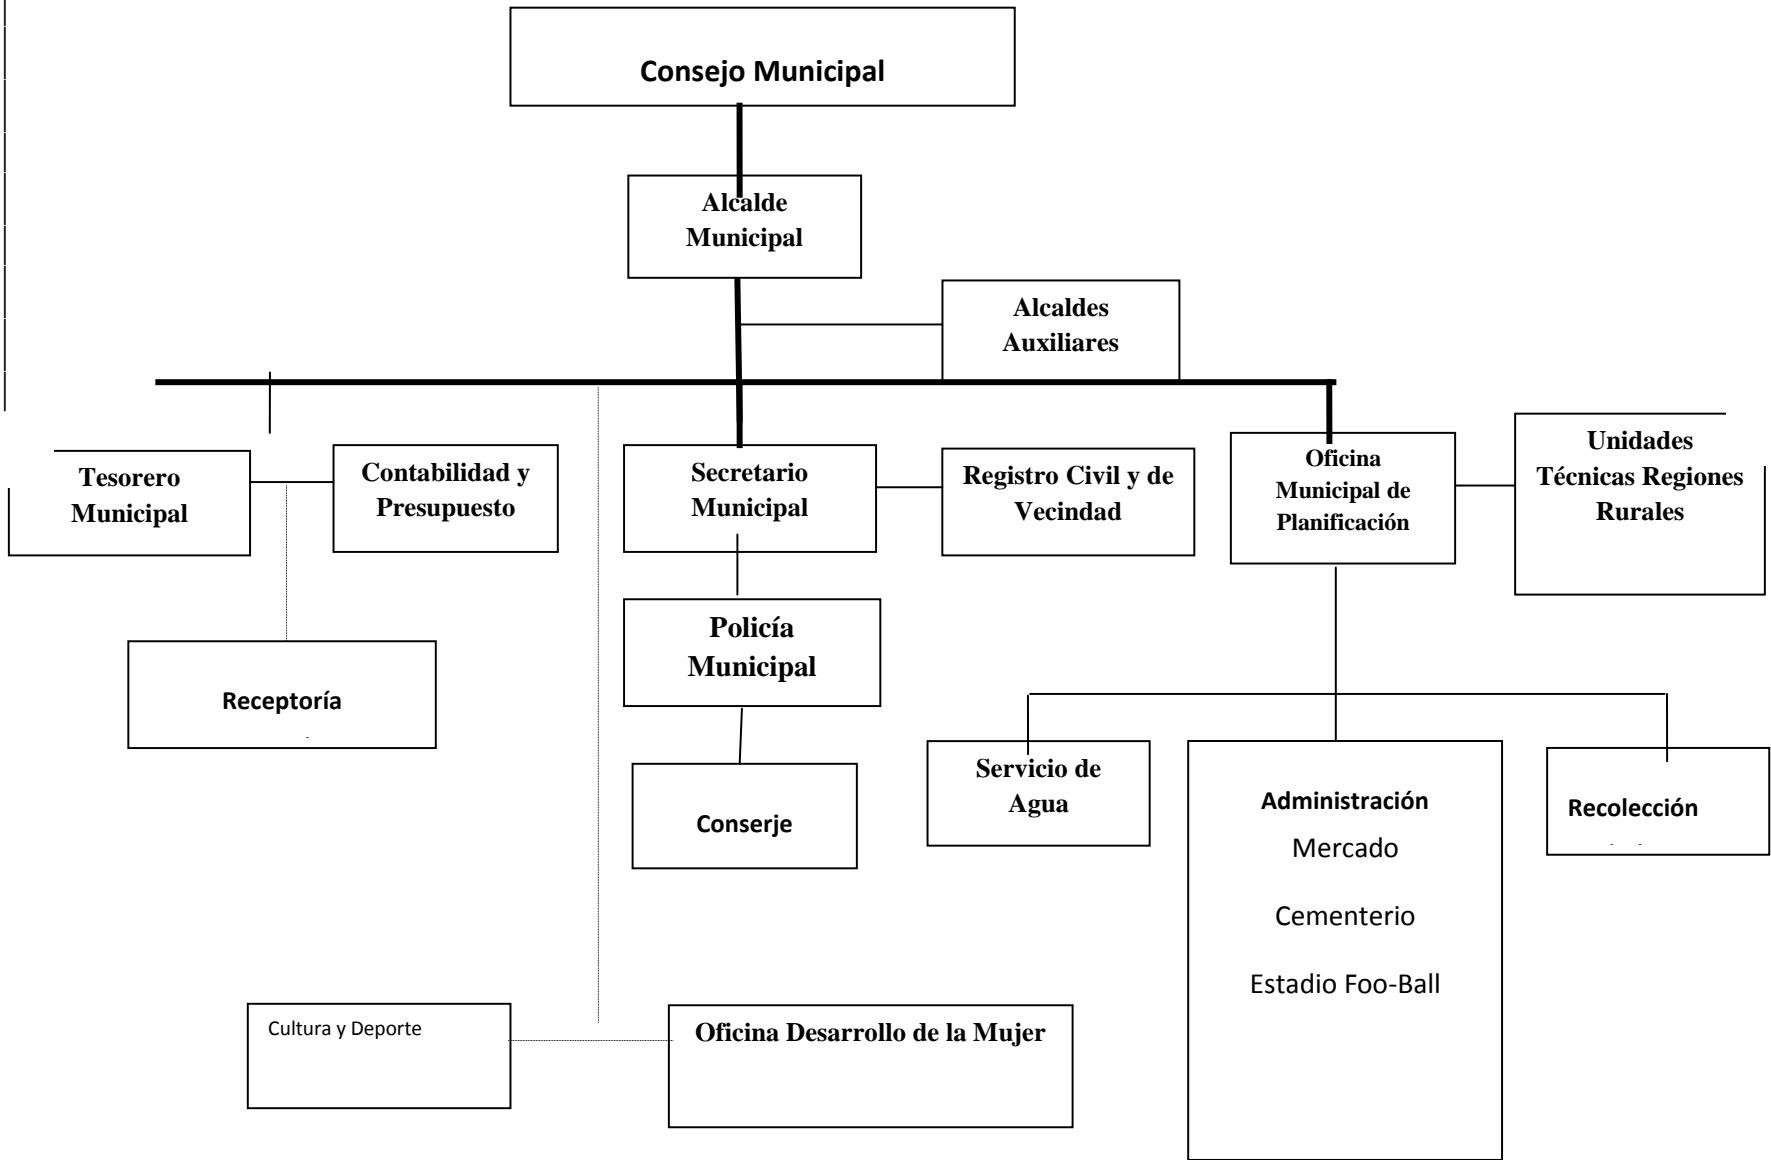 Consejo Municipal
Alcalde
Municipal
Alcaldes
Auxiliares
Tesorero
Municipal
Contabilidad y
Presupuesto
Secretario
Municipal
Registro Civil y de
Vecindad
Oficina
Municipal de
Planificación
Unidades
Técnicas Regiones
Rurales
Receptoría
Policía
Municipal
Conserje
Servicio de
Agua
Administración
Mercado
Cementerio
Estadio Foo-Ball
Recolección
Cultura y Deporte
Oficina Desarrollo de la Mujer